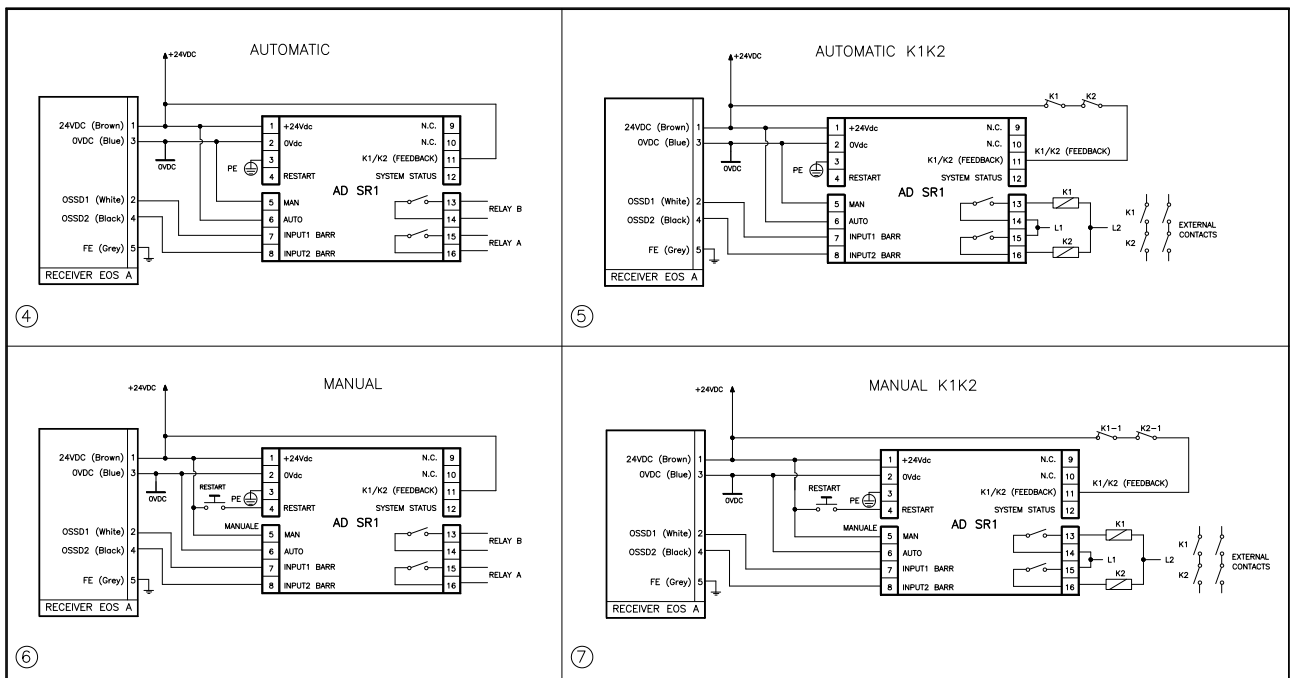 AUTOMATIC
+24VDC
24VDC (Brown) 1
0VDC (Blue) 3
0VDC
OSSD1 (White) 2
OSSD2 (Black) 4
FE (Grey) 5
RECEIVER EOS A
1 +24Vdc
2 0Vdc
PE 3
4 RESTART
N.C. 9
N.C. 10
K1/K2 (FEEDBACK) 11
SYSTEM STATUS 12
AD SR1
5 MAN
6 AUTO
7 INPUT1 BARR
8 INPUT2 BARR
13
14
15
16
RELAY B
RELAY A
4
AUTOMATIC K1K2
+24VDC
K1 K2
24VDC (Brown) 1
0VDC (Blue) 3
0VDC
OSSD1 (White) 2
OSSD2 (Black) 4
FE (Grey) 5
RECEIVER EOS A
1 +24Vdc
2 0Vdc
PE 3
4 RESTART
N.C. 9
N.C. 10
K1/K2 (FEEDBACK) 11 K1/K2 (FEEDBACK)
SYSTEM STATUS 12
AD SR1
5 MAN
6 AUTO
7 INPUT1 BARR
8 INPUT2 BARR
13
14
15
16
K1
L1
L2
K2
K1
K2
EXTERNAL
CONTACTS
5
MANUAL
+24VDC
24VDC (Brown) 1
0VDC (Blue) 3
0VDC
RESTART
OSSD1 (White) 2
OSSD2 (Black) 4
FE (Grey) 5
RECEIVER EOS A
1 +24Vdc
2 0Vdc
PE 3
4 RESTART
N.C. 9
N.C. 10
K1/K2 (FEEDBACK) 11
SYSTEM STATUS 12
AD SR1
MANUALE
5 MAN
6 AUTO
7 INPUT1 BARR
8 INPUT2 BARR
13
14
15
16
RELAY B
RELAY A
6
MANUAL K1K2
+24VDC
K1-1 K2-1
24VDC (Brown) 1
0VDC (Blue) 3
0VDC
RESTART
OSSD1 (White) 2
OSSD2 (Black) 4
FE (Grey) 5
RECEIVER EOS A
1 +24Vdc
2 0Vdc
PE 3
4 RESTART
N.C. 9
N.C. 10
K1/K2 (FEEDBACK) 11 K1/K2 (FEEDBACK)
SYSTEM STATUS 12
AD SR1
MANUALE
5 MAN
6 AUTO
7 INPUT1 BARR
8 INPUT2 BARR
13
14
15
16
K1
L1
L2
K2
K1
K2
EXTERNAL
CONTACTS
7